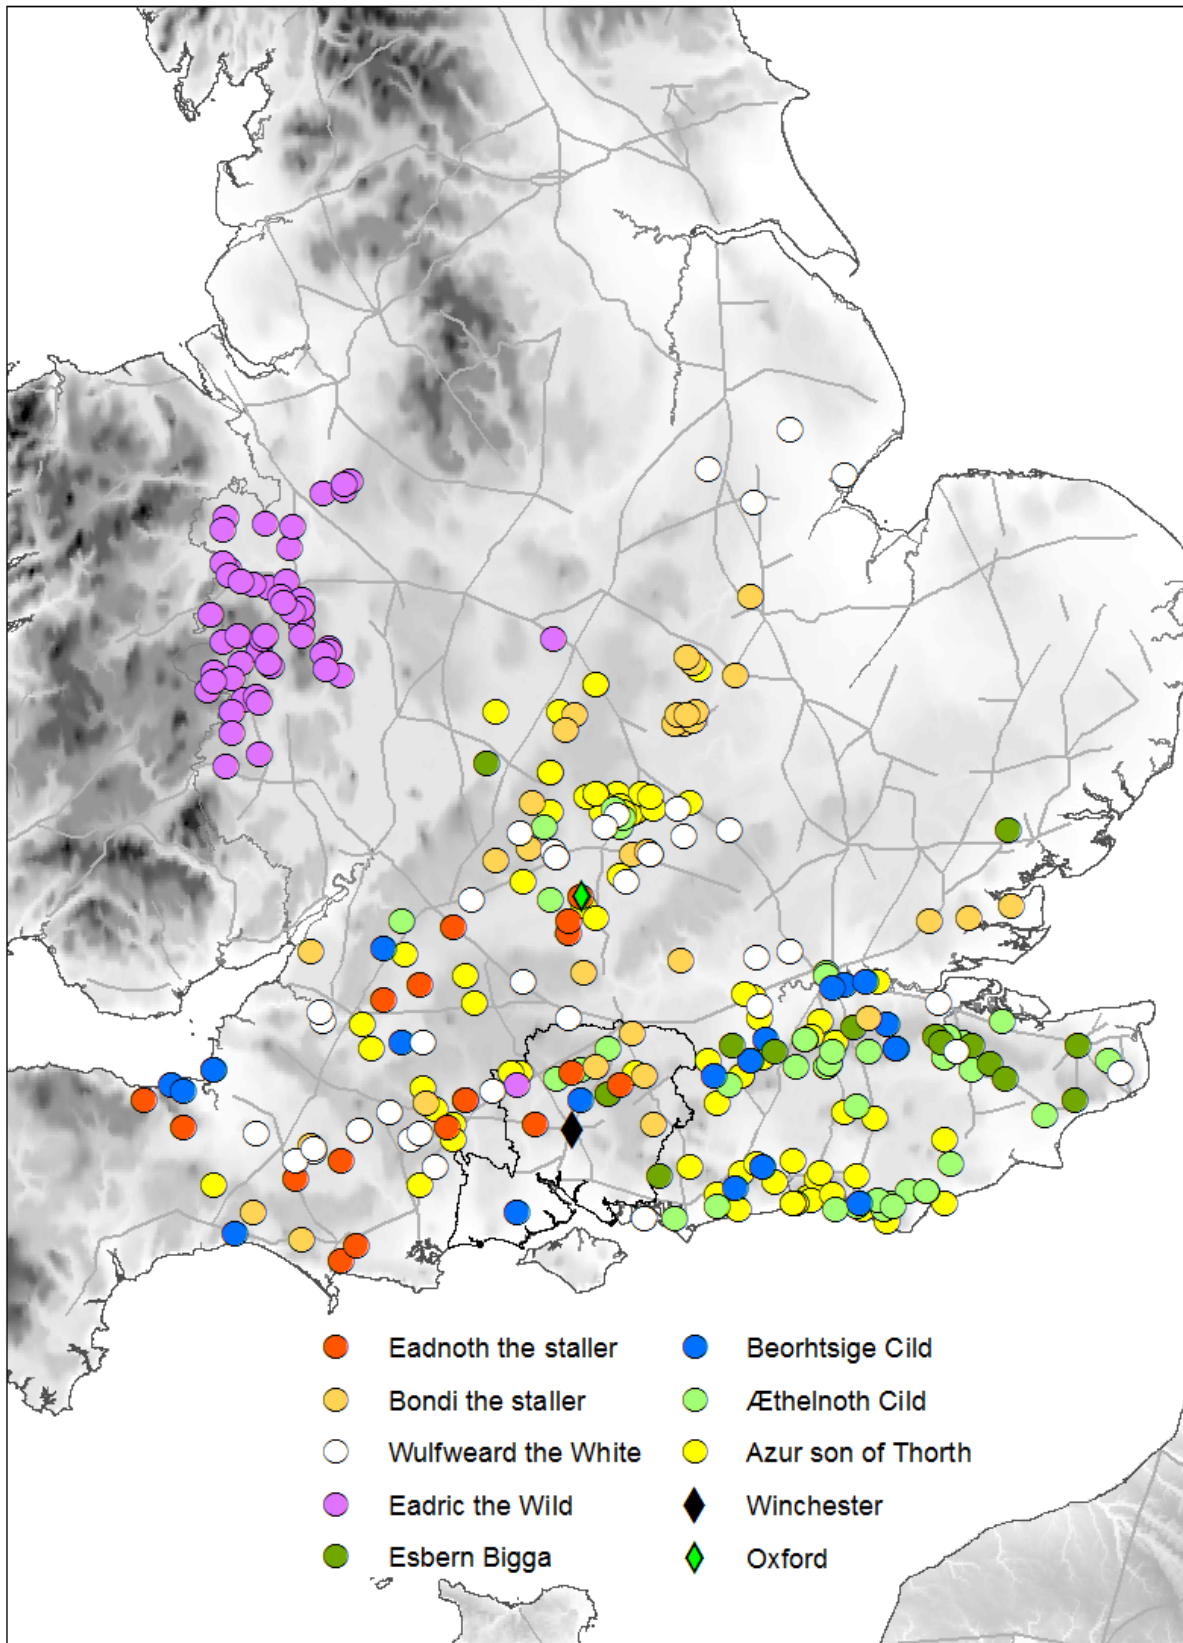 Eadnoth the staller
Bondi the staller
Wulfweard the White
Eadric the Wild
Esbern Bigga
Beorhtsige Cild
Æthelnoth Cild
Azur son of Thorth
Winchester
Oxford